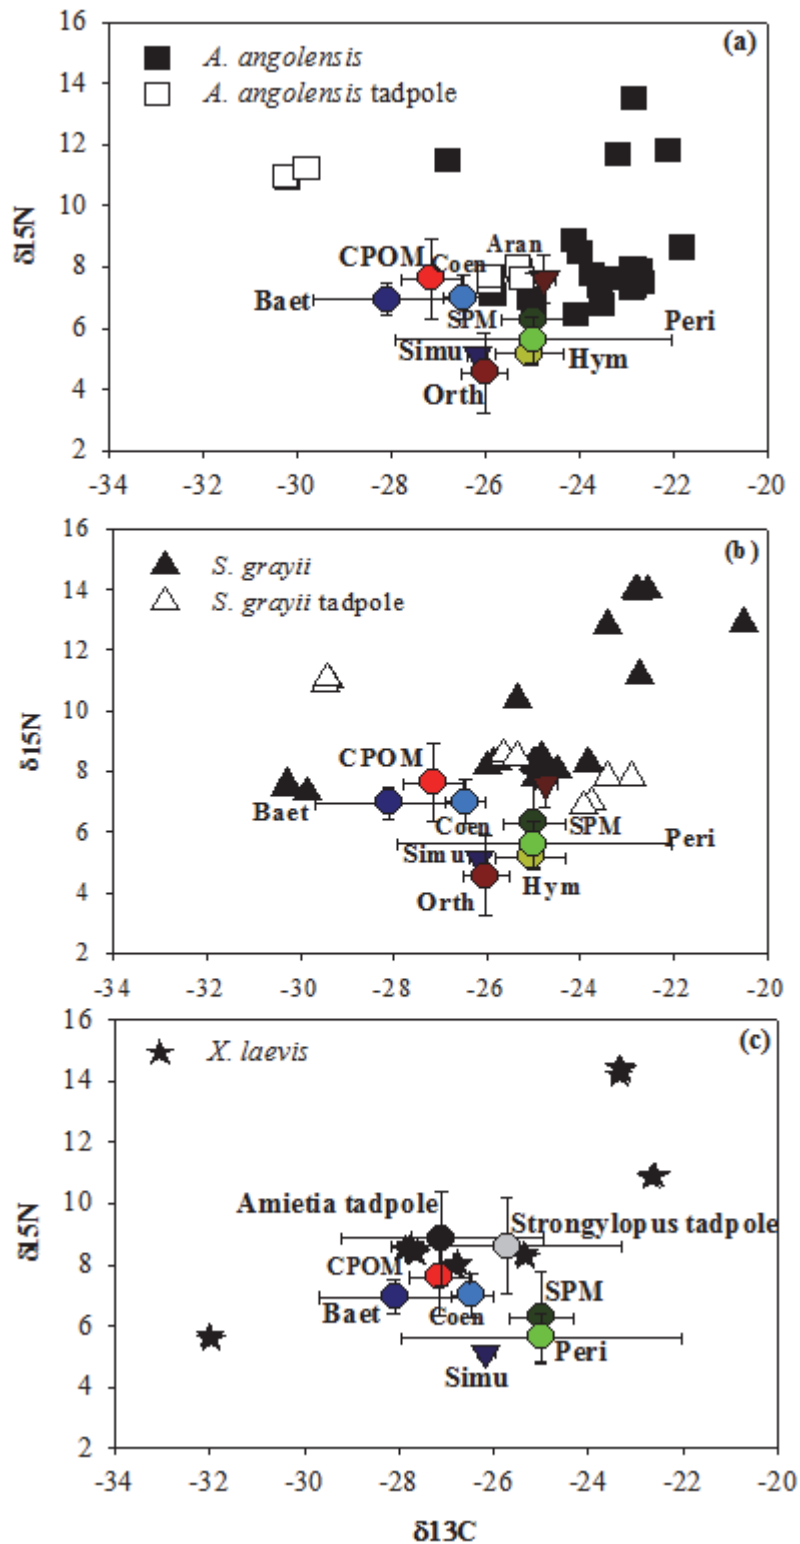 16
(a)
A. angolensis
14
A. angolensis tadpole
12
10
δ15N
Aran
8
CPOM
Coen
Baet
6
SPM
Peri
Simu
Hym
4
Orth
2
-34
-30
-28
-26
-24
-22
-20
16
(b)
S. grayii
14
S. grayii tadpole
12
10
δ15N
8
CPOM
Baet
6
Coen
SPM
Peri
Simu
4
Orth
Hym
2
-34
-30
-28
-26
-24
-22
-20
16
(c)
X. laevis
14
12
10
Amietia tadpole
Strongylopus tadpole
δ15N
8
CPOM
SPM
6
Baet
Coen
Peri
4
Simu
2
-34
-32
-30
-28
-26
-24
-22
-20
δ13C